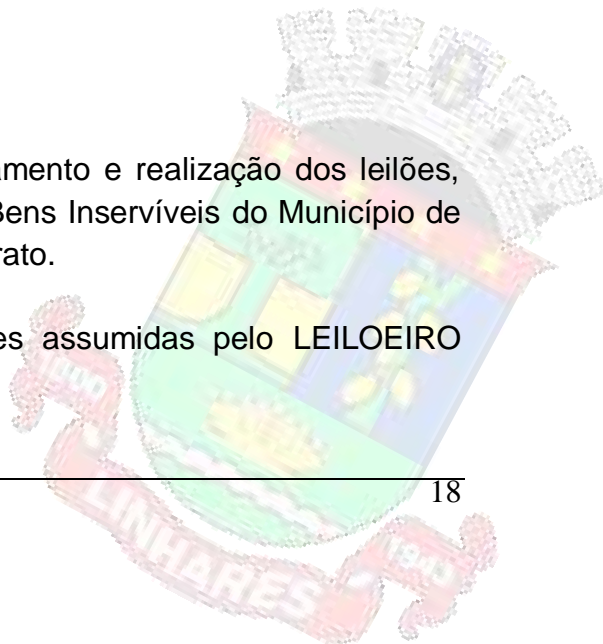 amento e realização dos leilões,
Bens Inservíveis do Município de
rato.
es assumidas pelo LEILOEIRO
18
LINHARES